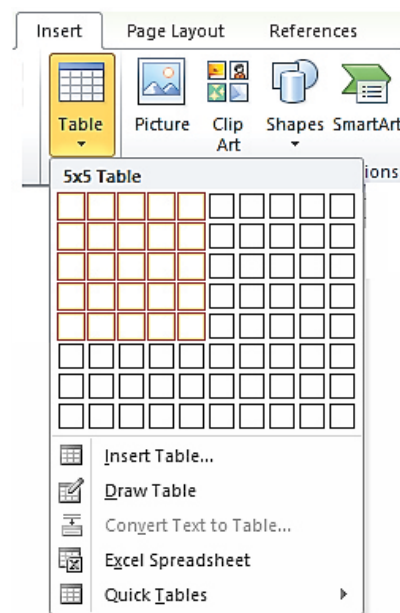 Insert Page Layout References
Table Picture Clip Art Shapes SmartArt
ions
5x5 Table
Insert Table...
Draw Table
Convert Text to Table...
Excel Spreadsheet
Quick Tables